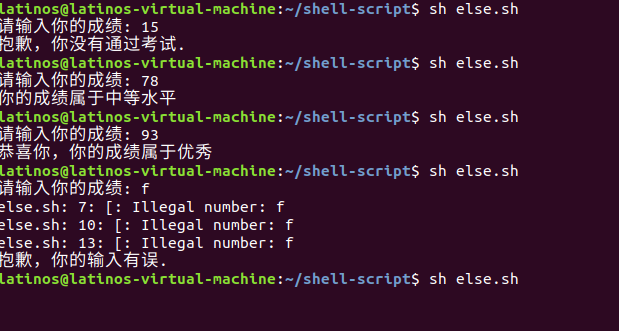 latinos@latinos-virtual-machine:~/shell-script$ sh else.sh
请输入你的成绩: 15
抱歉，你没有通过考试.
latinos@latinos-virtual-machine:~/shell-script$ sh else.sh
请输入你的成绩: 78
你的成绩属于中等水平
latinos@latinos-virtual-machine:~/shell-script$ sh else.sh
请输入你的成绩: 93
恭喜你，你的成绩属于优秀
latinos@latinos-virtual-machine:~/shell-script$ sh else.sh
请输入你的成绩: f
else.sh: 7: [: Illegal number: f
else.sh: 10: [: Illegal number: f
else.sh: 13: [: Illegal number: f
抱歉，你的输入有误.
latinos@latinos-virtual-machine:~/shell-script$ sh else.sh